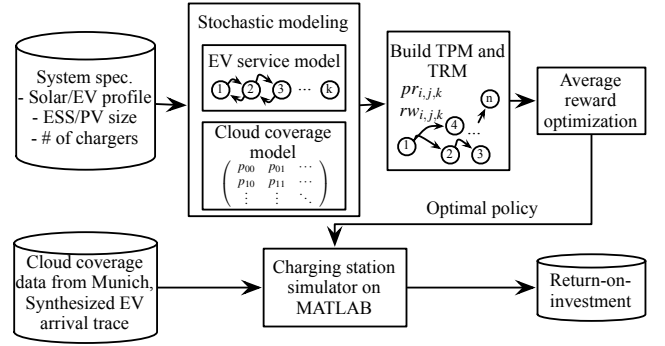 System spec.
- Solar/EV profile
- ESS/PV size
- # of chargers
Stochastic modeling
EV service model
1 2 3 ... k
Cloud coverage
model
p00 p01 ⋯
p10 p11 ⋯
⋮ ⋮ ⋱
Build TPM and
TRM
pr i,j,k
rw i,j,k
n
4 ...
1
2 3
Average
reward
optimization
Optimal policy
Cloud coverage
data from Munich,
Synthesized EV
arrival trace
Charging station
simulator on
MATLAB
Return-on-
investment